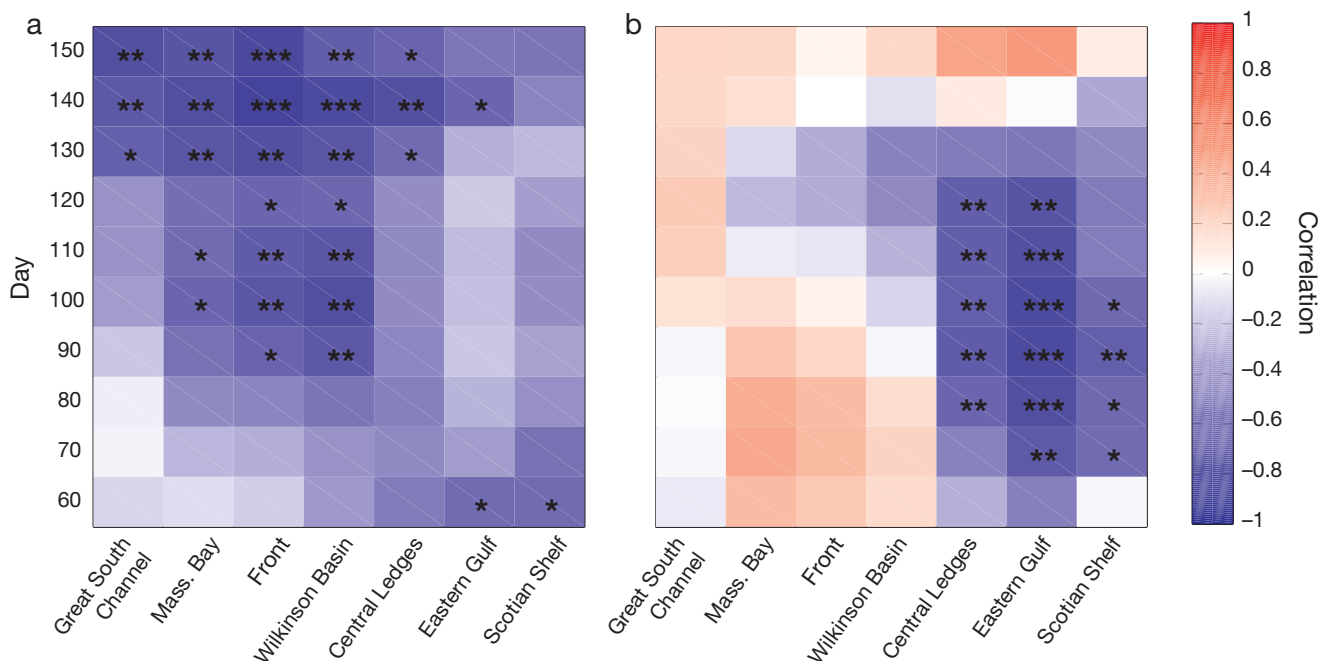 a
b
150 ** ** *** ** *
140 ** ** *** *** ** *
130 * ** ** ** *
120 * * ** **
110 * ** ** ** ***
100 * ** ** ** *** *
90 * ** ** *** **
80 ** *** *
70 ** *
60 * *
Day
Great South
Channel
Mass. Bay
Front
Wilkinson Basin
Central Ledges
Eastern Gulf
Scotian Shelf
Great South
Channel
Mass. Bay
Front
Wilkinson Basin
Central Ledges
Eastern Gulf
Scotian Shelf
1
0.8
0.6
0.4
0.2
0
−0.2
−0.4
−0.6
−0.8
−1
Correlation